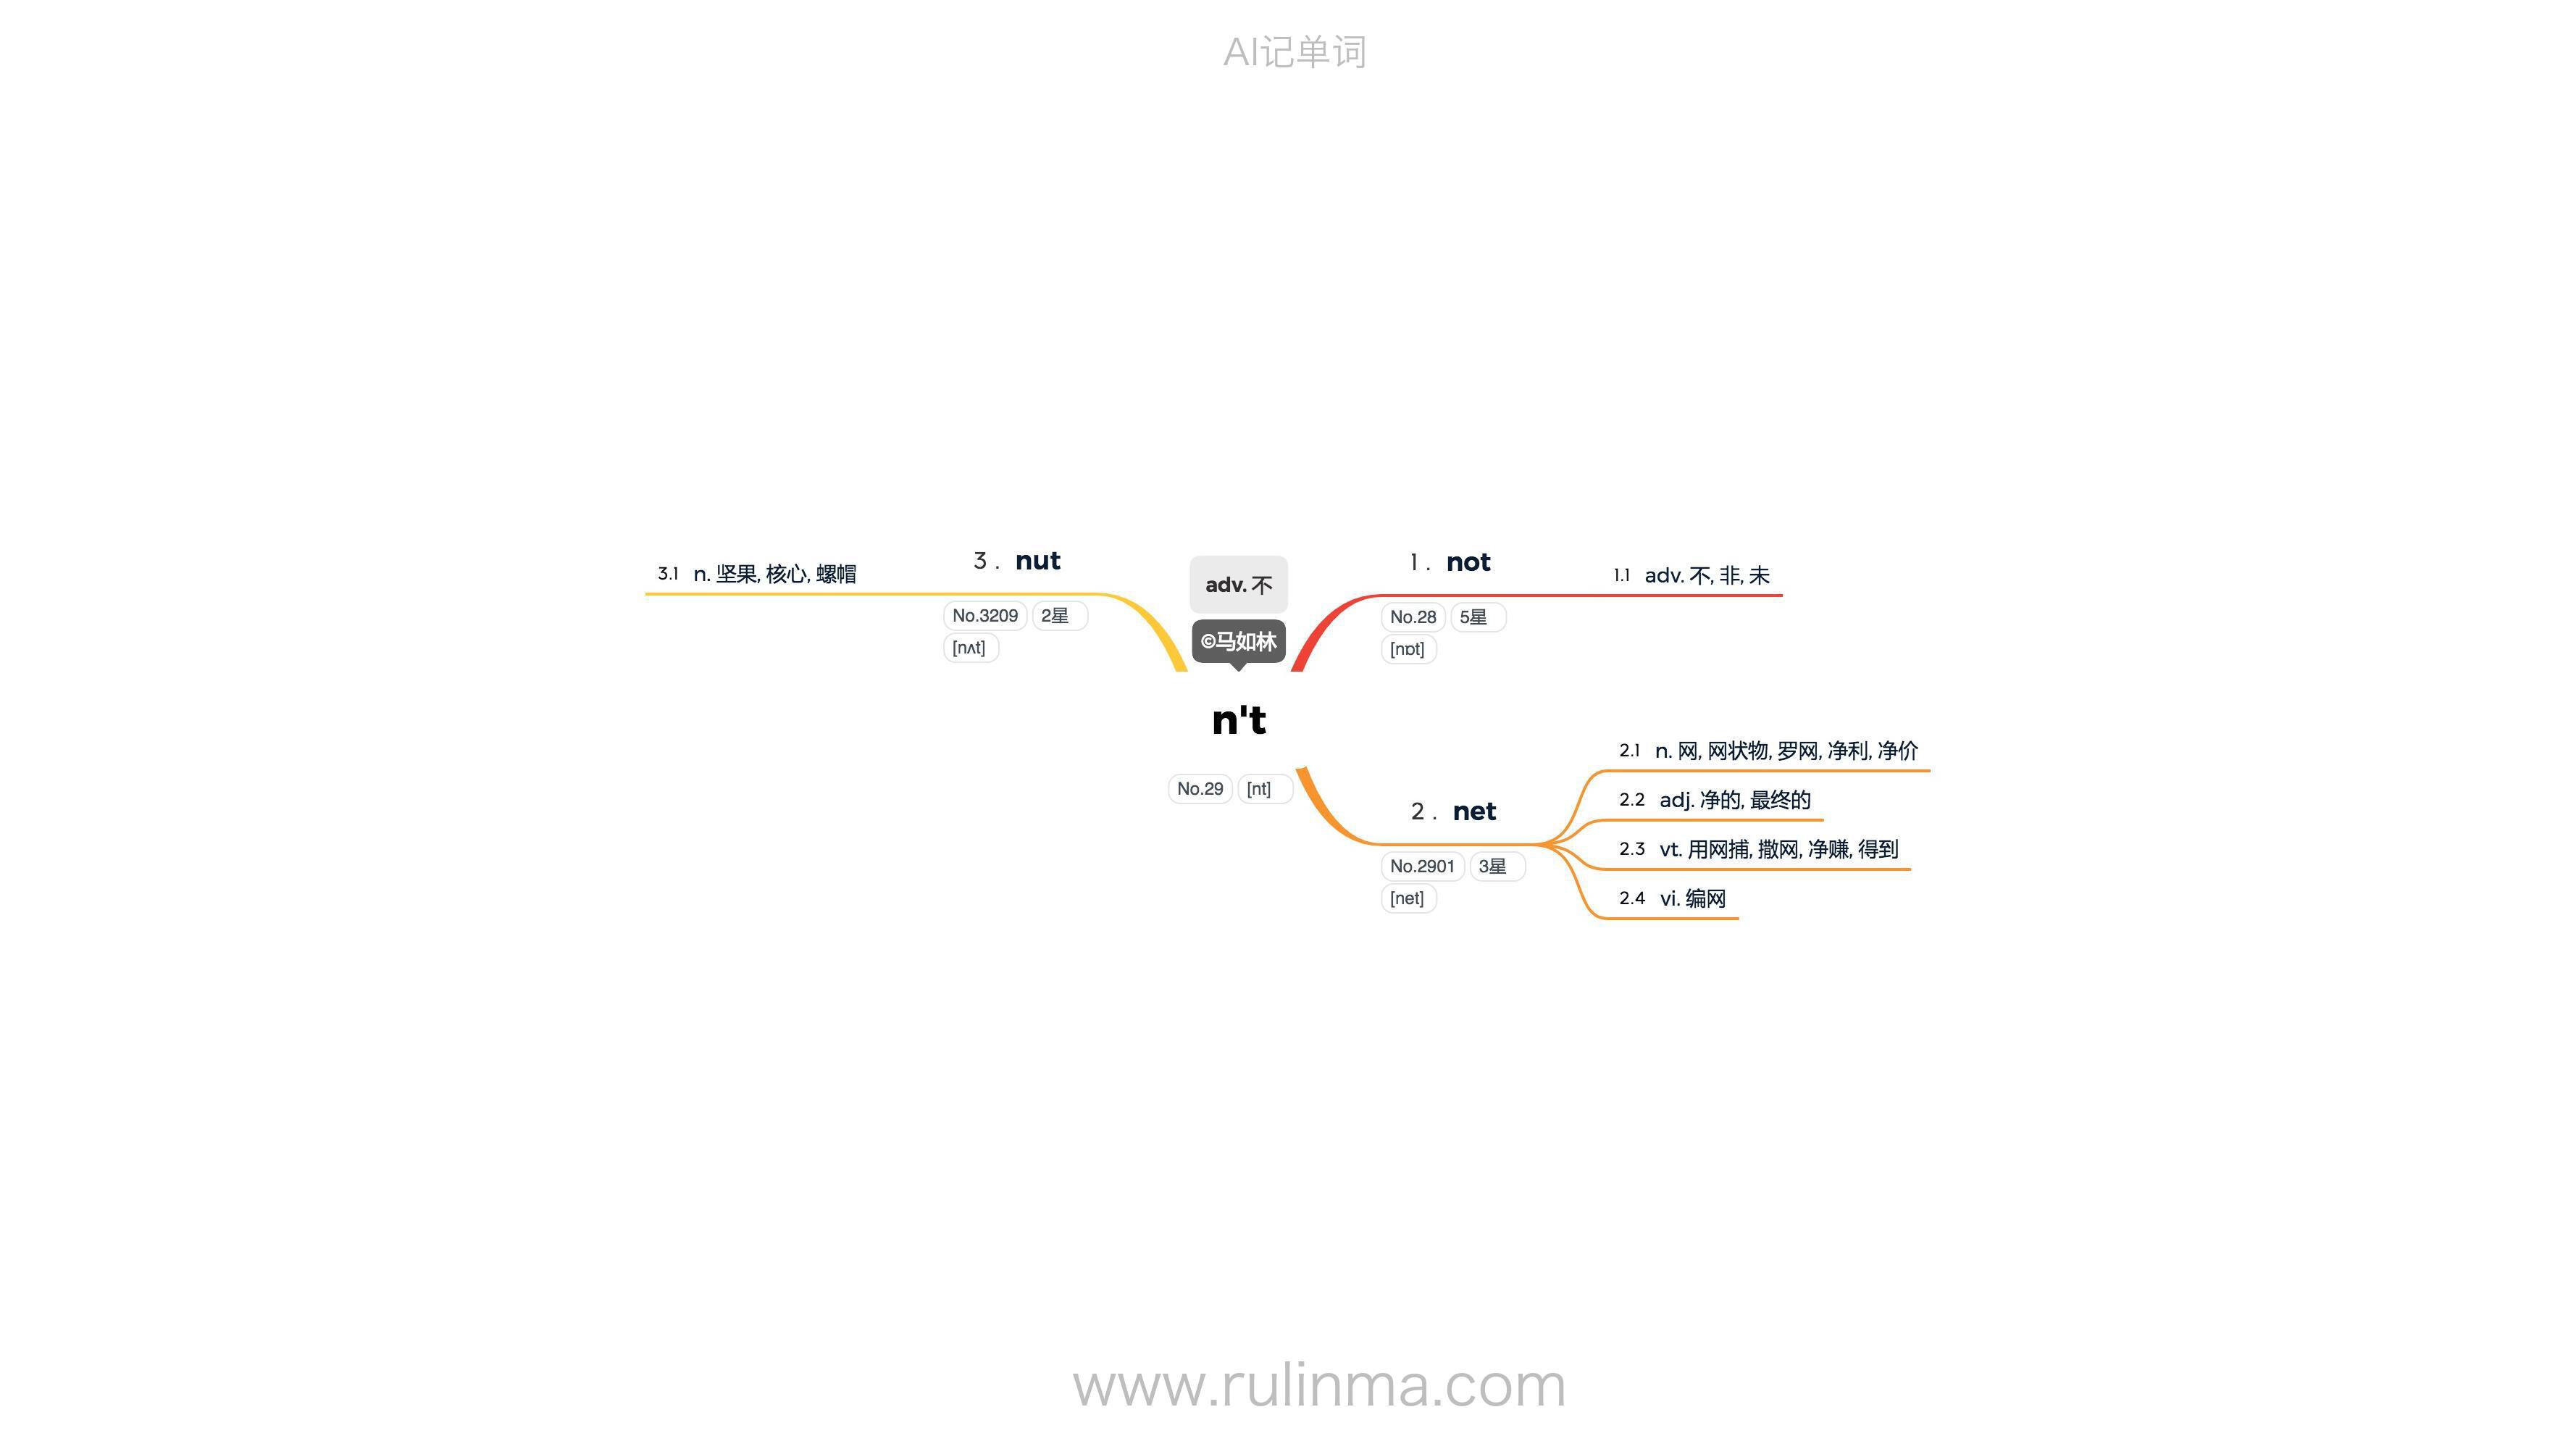 AI记单词
adv. 不
©马如林
n't
No.29 [nt]
1. not
No.28 5星
[nɒt]
1.1 adv. 不, 非, 未
2. net
No.2901 3星
[net]
2.1 n. 网, 网状物, 罗网, 净利, 净价
2.2 adj. 净的, 最终的
2.3 vt. 用网捕, 撒网, 净赚, 得到
2.4 vi. 编网
3. nut
No.3209 2星
[nʌt]
3.1 n. 坚果, 核心, 螺帽
www.rulinma.com